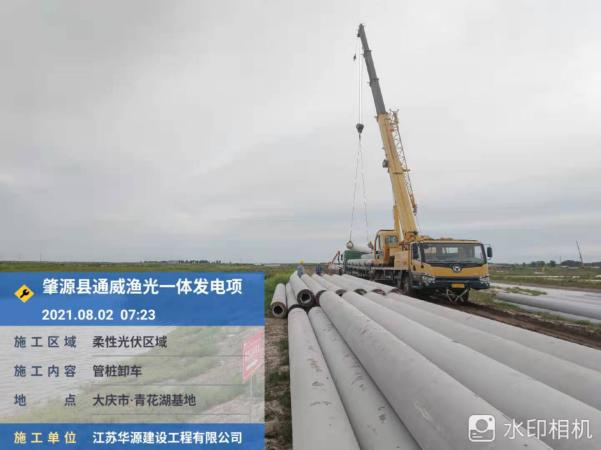 肇源县通威渔光一体发电项
2021.08.02 07:23
施工区域 柔性光伏区域
施工内容 管桩卸车
地点 大庆市·青花湖基地
施工单位 江苏华源建设工程有限公司
水印相机